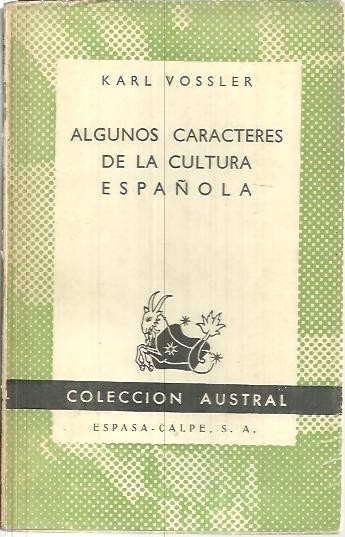 KARL VOSSLER
ALGUNOS CARACTERES
DE LA CULTURA
ESPAÑOLA
COLECCION AUSTRAL
ESPASA-CALPE, S. A.